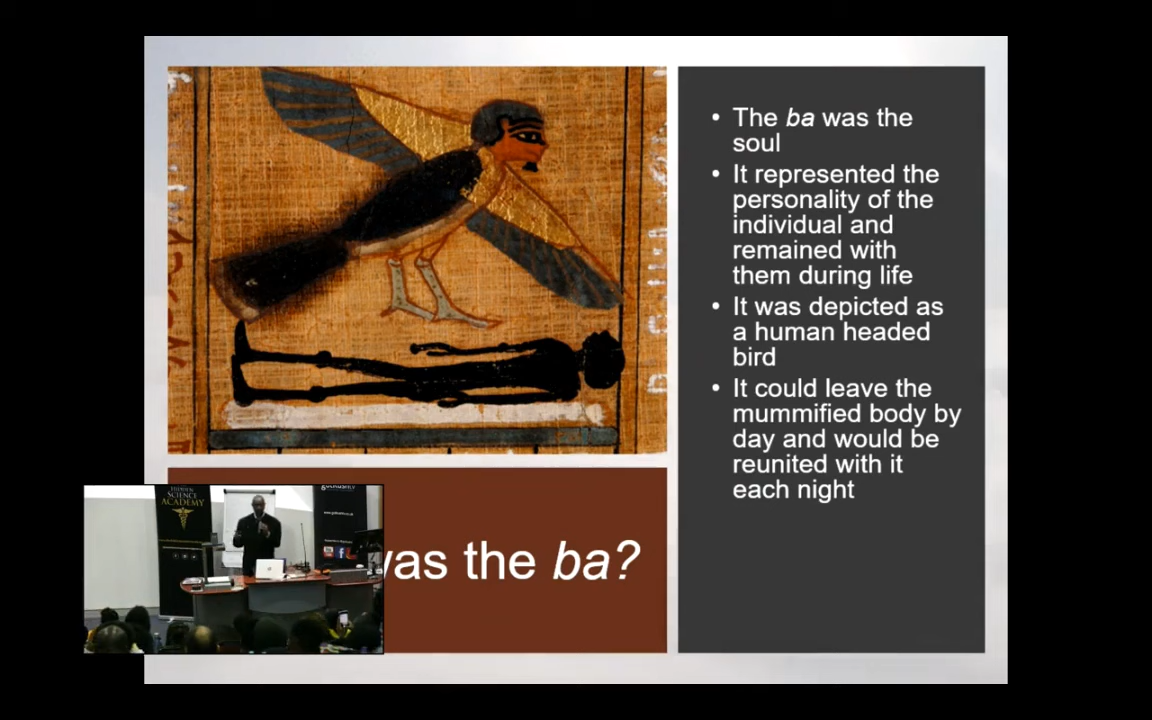 • The ba was the
soul
• It represented the
personality of the
individual and
remained with
them during life
• It was depicted as
a human headed
bird
• It could leave the
mummified body by
day and would be
reunited with it
each night
was the ba?
SCIENCE
ACADEMY